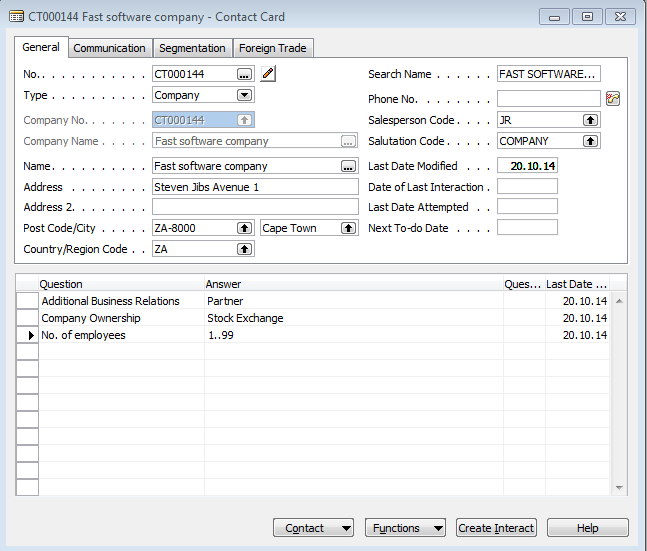 CT000144 Fast software company - Contact Card
General Communication Segmentation Foreign Trade
No. . . . . . . . . . . . CT000144 ... Search Name . . . . . . FAST SOFTWARE...
Type . . . . . . . . . . . Company Phone No. . . . . . . .
Company No. . . . . . . CT000144 Salesperson Code . . . . JR
Company Name . . . . . Fast software company ... Salutation Code . . . . . COMPANY
Name. . . . . . . . . . . Fast software company ... Last Date Modified . . . . 20.10.14
Address . . . . . . . . . Steven Jibs Avenue 1 Date of Last Interaction .
Address 2. . . . . . . . Last Date Attempted . .
Post Code/City . . . . . ZA-8000 Cape Town Next To-do Date . . . .
Country/Region Code . . ZA
Question Answer Ques... Last Date ...
Additional Business Relations Partner 20.10.14
Company Ownership Stock Exchange 20.10.14
No. of employees 1..99 20.10.14
Contact Functions Create Interact Help